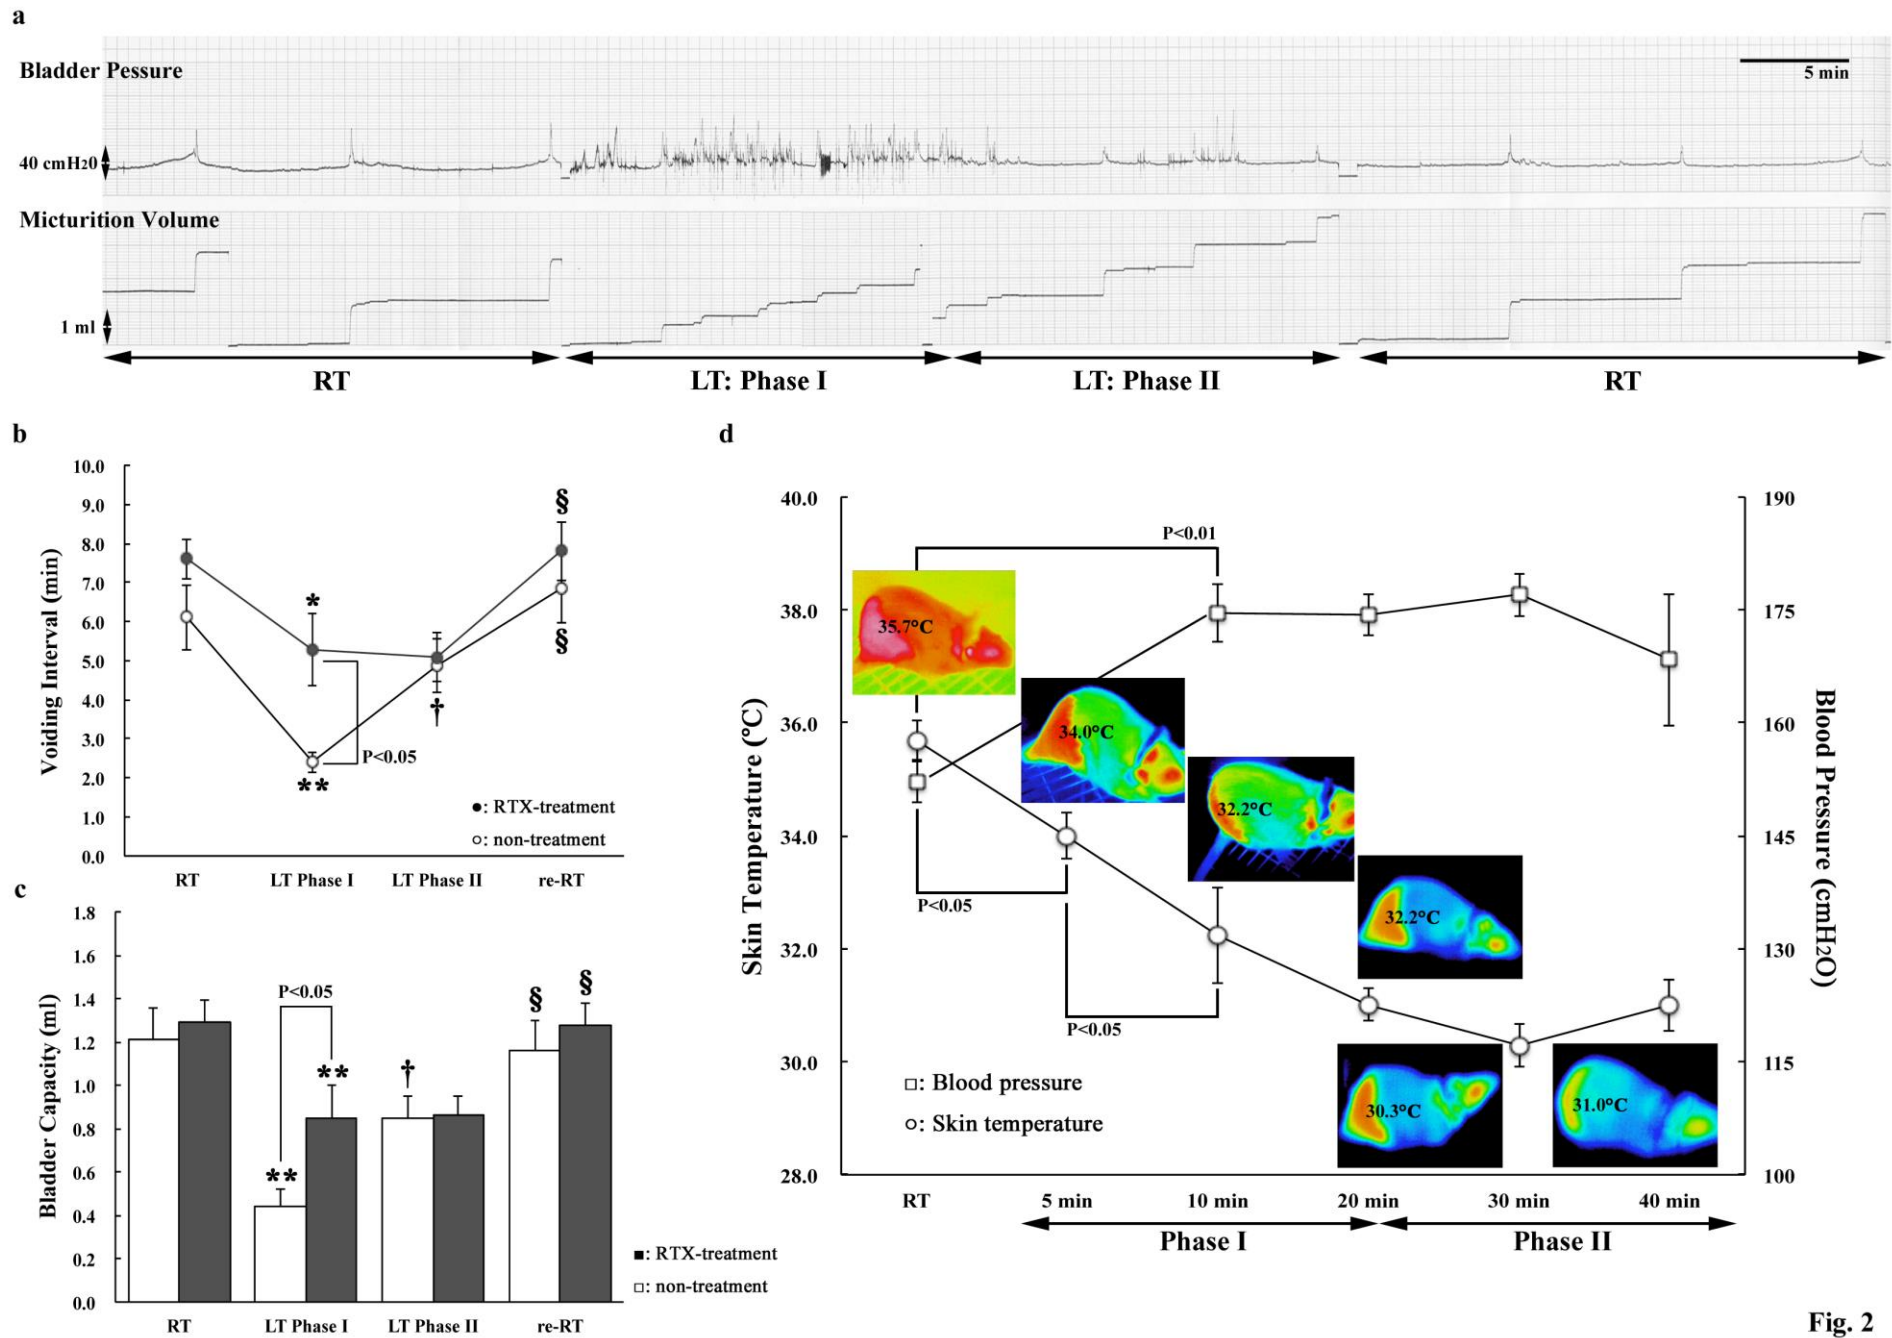 a
Bladder Pessure
5 min
40 cmH20
Micturition Volume
1 ml
RT
LT: Phase I
LT: Phase II
RT
b
10.0
9.0
8.0
7.0
6.0
5.0
4.0
3.0
2.0
1.0
0.0
Voiding Interval (min)
§
*
†
§
P<0.05
**
●: RTX-treatment
○: non-treatment
RT
LT Phase I
LT Phase II
re-RT
c
1.8
1.6
1.4
1.2
1.0
0.8
0.6
0.4
0.2
0.0
Bladder Capacity (ml)
P<0.05
**
**
†
§
§
■: RTX-treatment
□: non-treatment
RT
LT Phase I
LT Phase II
re-RT
d
40.0
38.0
36.0
34.0
32.0
30.0
28.0
Skin Temperature (°C)
190
175
160
145
130
115
100
Blood Pressure (cmH2O)
P<0.01
35.7°C
34.0°C
32.2°C
32.2°C
30.3°C
31.0°C
P<0.05
P<0.05
□: Blood pressure
○: Skin temperature
RT
5 min
10 min
20 min
30 min
40 min
Phase I
Phase II
Fig. 2